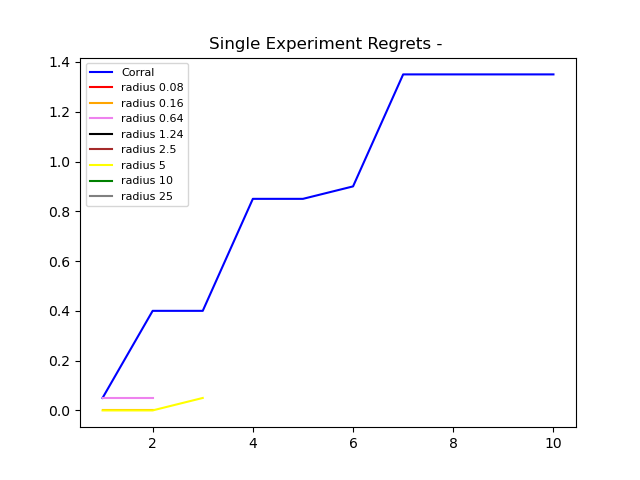 Single Experiment Regrets -
1.4
1.2
1.0
0.8
0.6
0.4
0.2
0.0
Corral
radius 0.08
radius 0.16
radius 0.64
radius 1.24
radius 2.5
radius 5
radius 10
radius 25
2
4
6
8
10